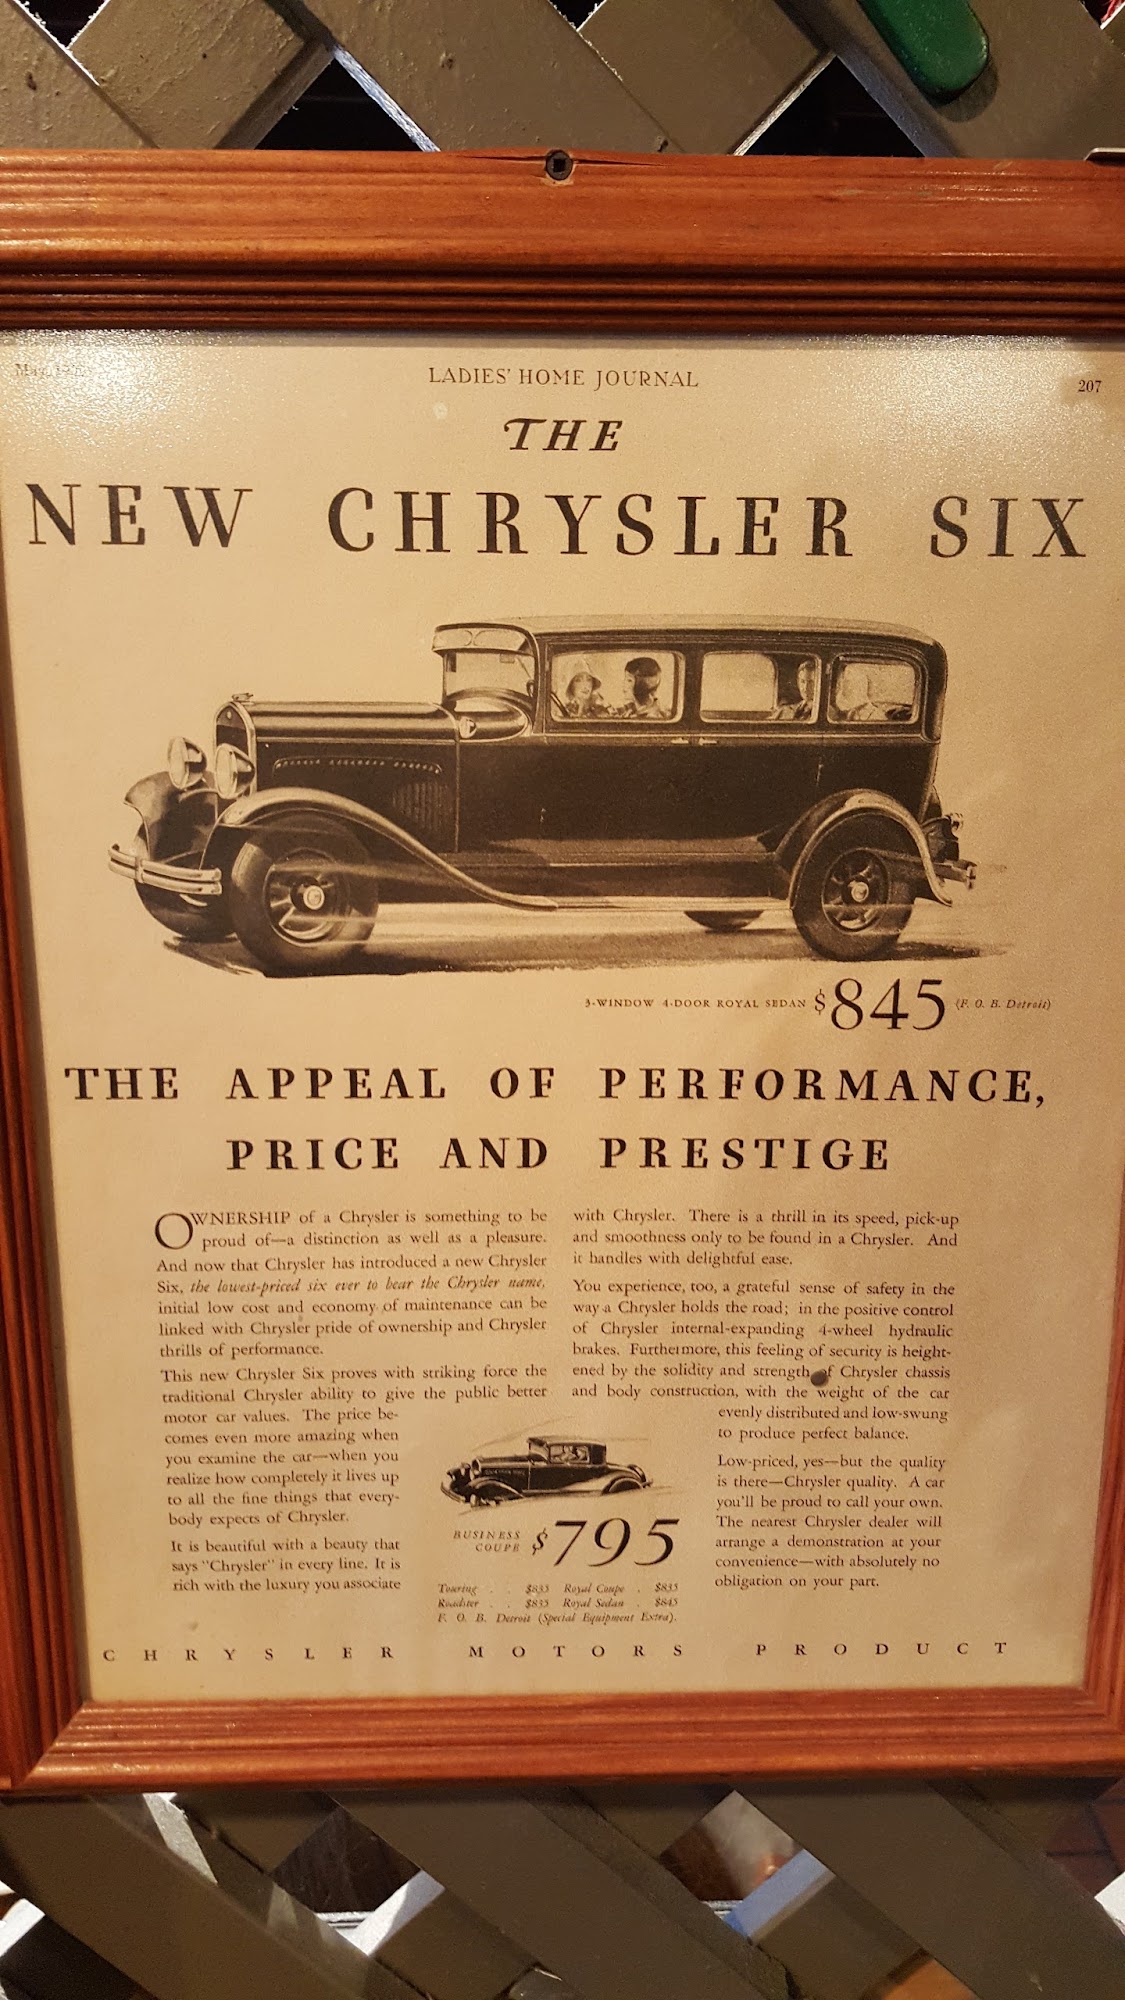 LADIES' HOME JOURNAL
207
THE
NEW CHRYSLER SIX
3-WINDOW 4-DOOR ROYAL SEDAN $845 (F. O. B. Detroit)
THE APPEAL OF PERFORMANCE,
PRICE AND PRESTIGE
OWNERSHIP of a Chrysler is something to be
proud of—a distinction as well as a pleasure.
And now that Chrysler has introduced a new Chrysler
Six, the lowest-priced six ever to bear the Chrysler name,
initial low cost and economy of maintenance can be
linked with Chrysler pride of ownership and Chrysler
thrills of performance.
This new Chrysler Six proves with striking force the
traditional Chrysler ability to give the public better
motor car values. The price be-
comes even more amazing when
you examine the car—when you
realize how completely it lives up
to all the fine things that every-
body expects of Chrysler.
It is beautiful with a beauty that
says "Chrysler" in every line. It is
rich with the luxury you associate
with Chrysler. There is a thrill in its speed, pick-up
and smoothness only to be found in a Chrysler. And
it handles with delightful ease.
You experience, too, a grateful sense of safety in the
way a Chrysler holds the road; in the positive control
of Chrysler internal-expanding 4-wheel hydraulic
brakes. Furthermore, this feeling of security is height-
ened by the solidity and strength of Chrysler chassis
and body construction, with the weight of the car
evenly distributed and low-swung
to produce perfect balance.
Low-priced, yes—but the quality
is there—Chrysler quality. A car
you'll be proud to call your own.
The nearest Chrysler dealer will
arrange a demonstration at your
convenience—with absolutely no
obligation on your part.
BUSINESS
COUPE $795
Touring . . $835 Royal Coupe . $835
Roadster . . $835 Royal Sedan . $845
F. O. B. Detroit (Special Equipment Extra).
CHRYSLER MOTORS PRODUCT